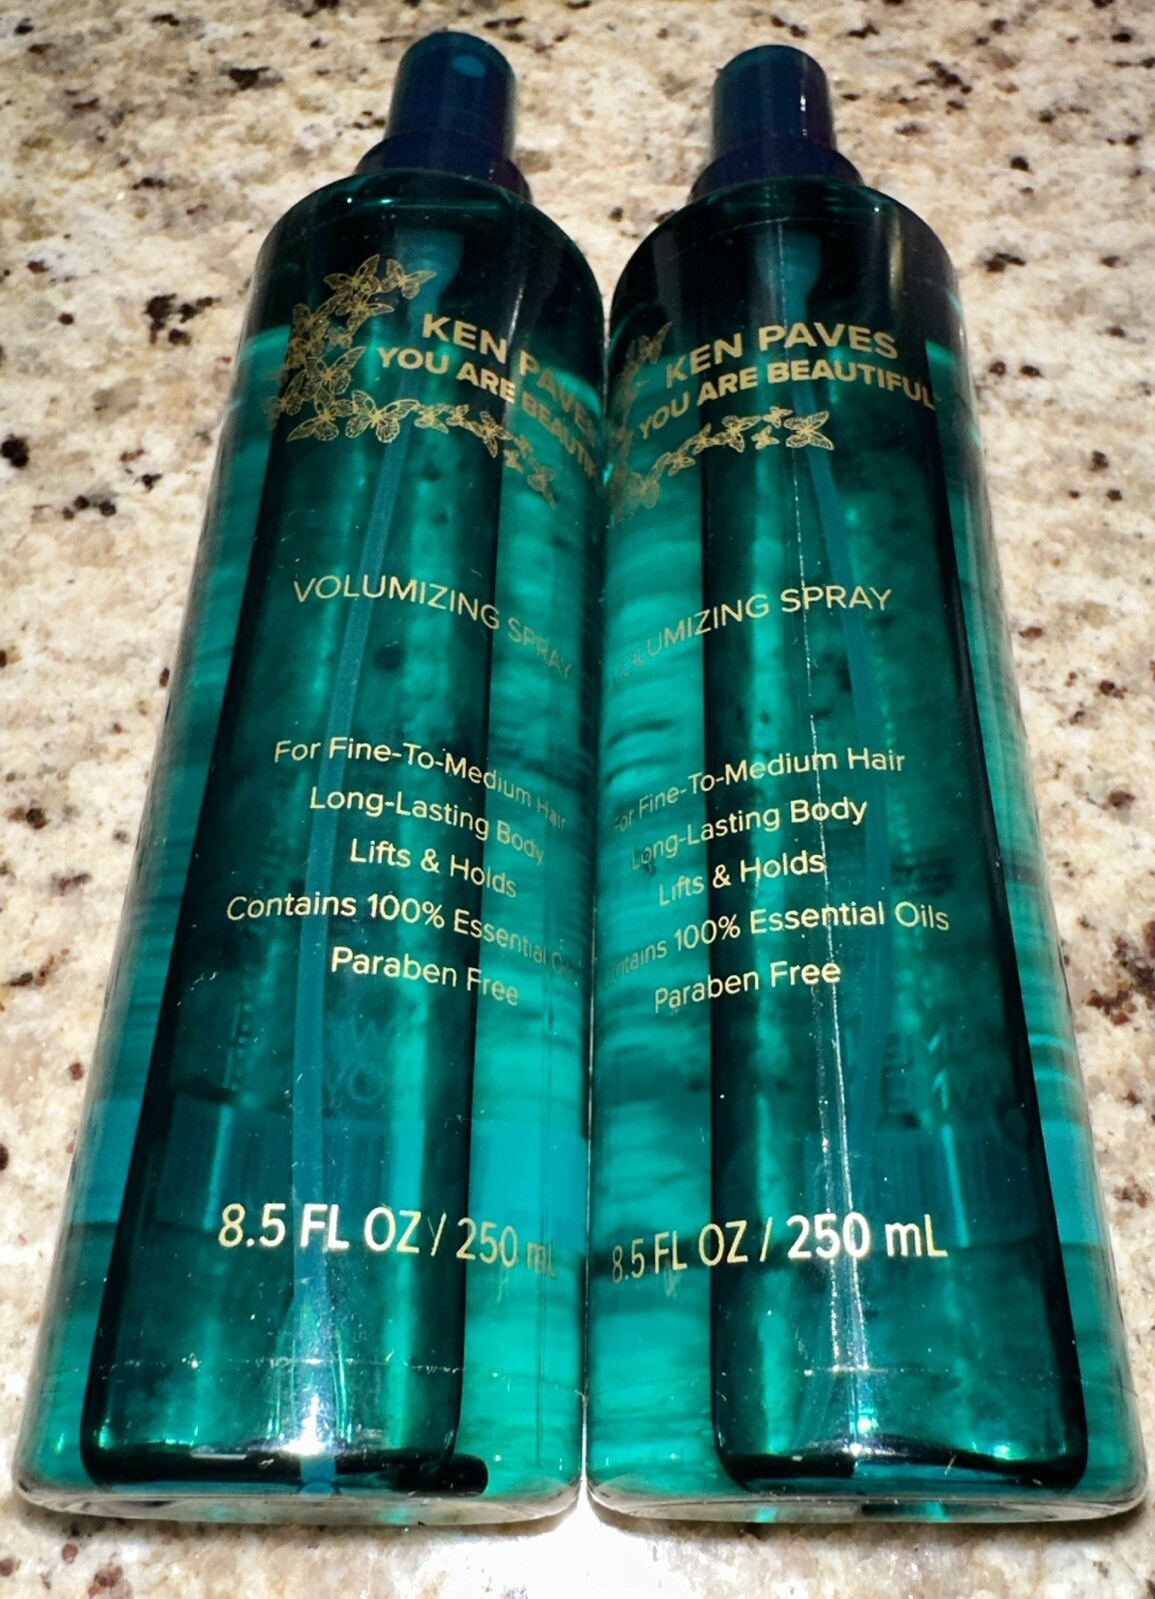 KEN PAVES
YOU ARE BEAUTIF
VOLUMIZING SPRAY
For Fine-To-Medium Hair
Long-Lasting Body
Lifts & Holds
Contains 100% Essential Oils
Paraben Free
8.5 FL OZ / 250 mL
KEN PAVES
YOU ARE BEAUTIFUL
VOLUMIZING SPRAY
For Fine-To-Medium Hair
Long-Lasting Body
Lifts & Holds
Contains 100% Essential Oils
Paraben Free
8.5 FL OZ / 250 mL